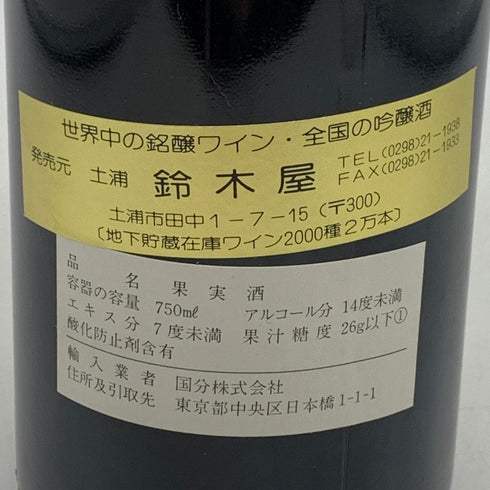 世界中の銘醸ワイン・全国の吟醸酒
発売元 土浦 鈴木屋 TEL(0298)21-1938
FAX(0298)21-1933
土浦市田中1-7-15（〒300）
〔地下貯蔵在庫ワイン2000種2万本〕
品名 果実酒
容器の容量 750mℓ アルコール分 14度未満
エキス分 7度未満 果汁糖度 26g以下①
酸化防止剤含有
輸入業者 国分株式会社
住所及引取先 東京都中央区日本橋1-1-1